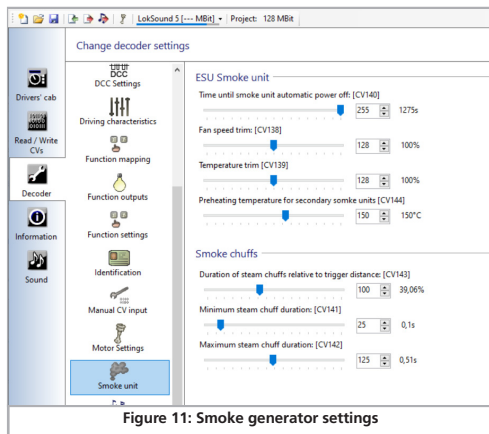 LokSound 5 [--- MBit] Project: 128 MBit
Change decoder settings
Drivers' cab
Read / Write
CVs
Decoder
Information
Sound
DCC
DCC Settings
Driving characteristics
Function mapping
Function outputs
Function settings
Identification
Manual CV input
Motor Settings
Smoke unit
ESU Smoke unit
Time until smoke unit automatic power off: [CV140]
255 1275s
Fan speed trim: [CV138]
128 100%
Temperature trim [CV139]
128 100%
Preheating temperature for secondary somke units [CV144]
150 150°C
Smoke chuffs
Duration of steam chuffs relative to trigger distance: [CV143]
100 39,06%
Minimum steam chuff duration: [CV141]
25 0,1s
Maximum steam chuff duration: [CV142]
125 0,51s
Figure 11: Smoke generator settings